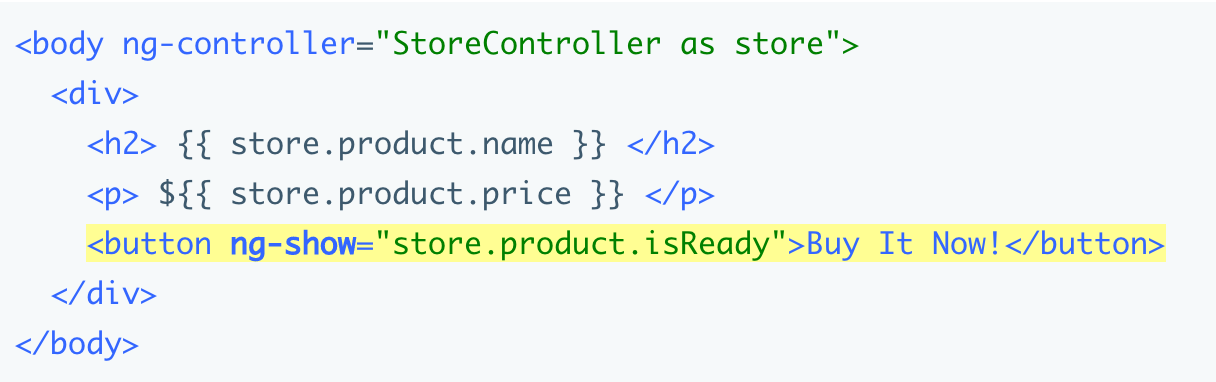 <body ng-controller="StoreController as store">
<div>
<h2> {{ store.product.name }} </h2>
<p> ${{ store.product.price }} </p>
<button ng-show="store.product.isReady">Buy It Now!</button>
</div>
</body>